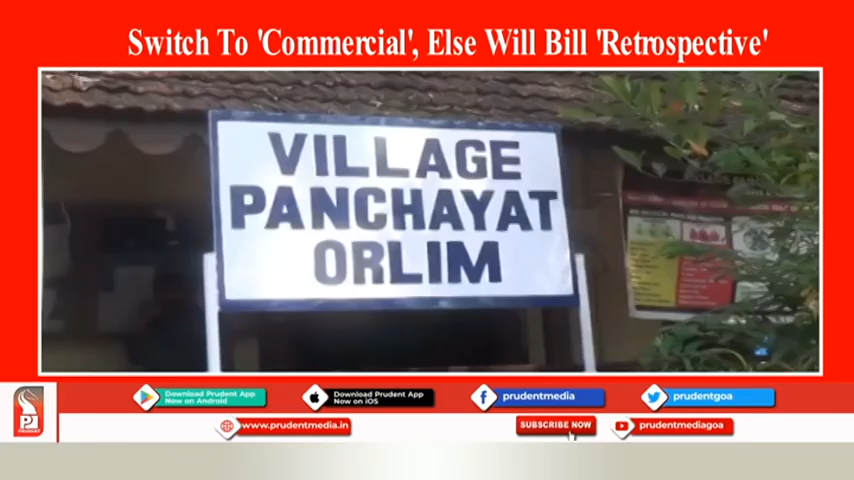 Switch To 'Commercial', Else Will Bill 'Retrospective'
VILLAGE
PANCHAYAT
ORLIM
Download Prudent App
Now on Android
Download Prudent App
Now on iOS
prudentmedia
prudentgoa
PRUDENT
www.prudentmedia.in
SUBSCRIBE NOW
prudentmediagoa